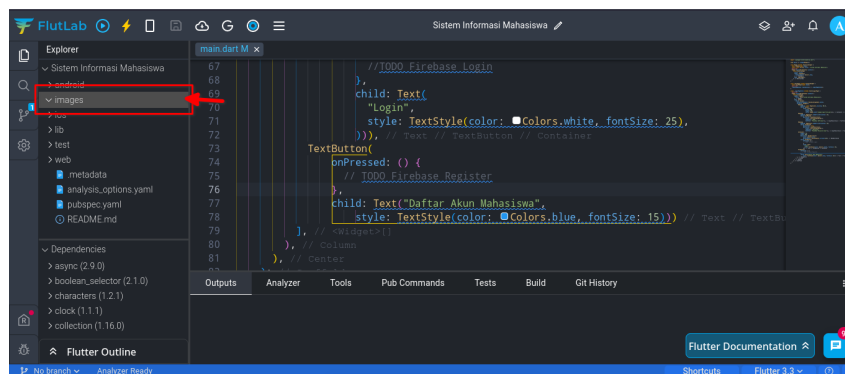 FlutLab
Sistem Informasi Mahasiswa
Explorer
main.dart M ×
Sistem Informasi Mahasiswa
> android
images
> ios
> lib
> test
> web
.metadata
analysis_options.yaml
pubspec.yaml
README.md
Dependencies
> async (2.9.0)
> boolean_selector (2.1.0)
> characters (1.2.1)
> clock (1.1.1)
> collection (1.16.0)
Flutter Outline
67 //TODO Firebase Login
68 },
69 child: Text(
70 "Login",
71 style: TextStyle(color: Colors.white, fontSize: 25),
72 ))), // Text // TextButton // Container
73 TextButton(
74 onPressed: () {
75 // TODO Firebase Register
76 },
77 child: Text("Daftar Akun Mahasiswa",
78 style: TextStyle(color: Colors.blue, fontSize: 15))) // Text // TextBu
79 ], // <Widget>[]
80 ), // Column
81 ), // Center
Outputs Analyzer Tools Pub Commands Tests Build Git History
Flutter Documentation
No branch Analyzer Ready
Shortcuts Flutter 3.3